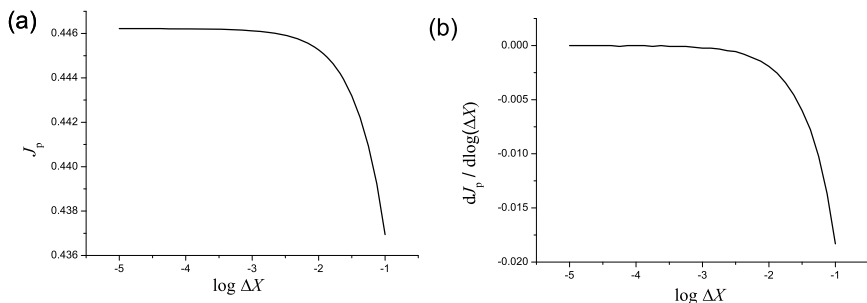 (a)
0.446
0.444
0.442
0.440
0.437
0.436
J_p
-5 -4 -3 -2 -1
log ΔX
(b)
0.000
-0.005
-0.010
-0.015
-0.020
dJ_p / dlog(ΔX)
-5 -4 -3 -2 -1
log ΔX